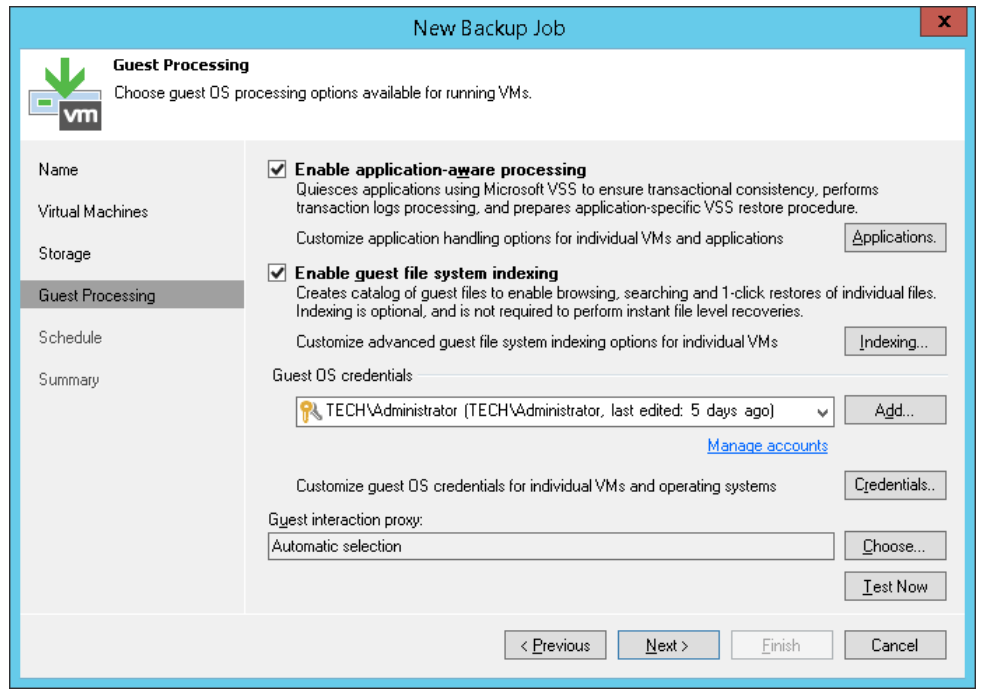 New Backup Job
x
Guest Processing
Choose guest OS processing options available for running VMs.
vm
Name
Virtual Machines
Storage
Guest Processing
Schedule
Summary
Enable application-aware processing
Quiesces applications using Microsoft VSS to ensure transactional consistency, performs
transaction logs processing, and prepares application-specific VSS restore procedure.
Customize application handling options for individual VMs and applications
Applications.
Enable guest file system indexing
Creates catalog of guest files to enable browsing, searching and 1-click restores of individual files.
Indexing is optional, and is not required to perform instant file level recoveries.
Customize advanced guest file system indexing options for individual VMs
Indexing...
Guest OS credentials
TECH\Administrator (TECH\Administrator, last edited: 5 days ago)
Add...
Manage accounts
Customize guest OS credentials for individual VMs and operating systems
Credentials..
Guest interaction proxy:
Automatic selection
Choose...
Test Now
< Previous
Next >
Finish
Cancel